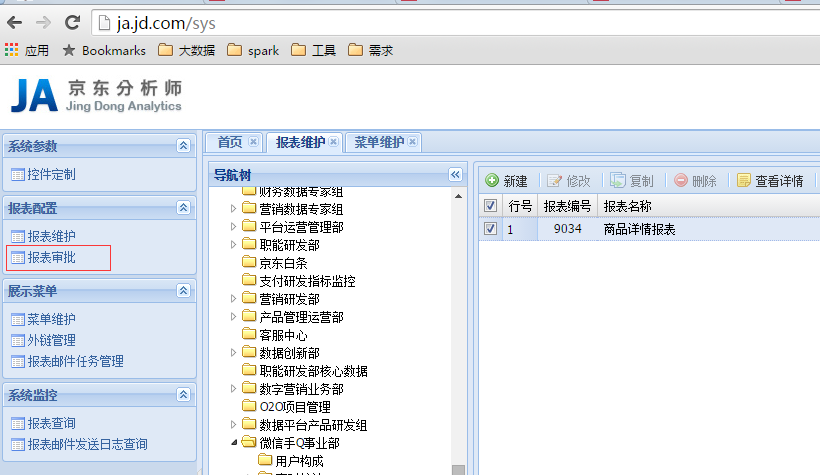 ja.jd.com/sys
应用 Bookmarks 大数据 spark 工具 需求
JA 京东分析师
Jing Dong Analytics
系统参数
控件定制
报表配置
报表维护
报表审批
展示菜单
菜单维护
外链管理
报表邮件任务管理
系统监控
报表查询
报表邮件发送日志查询
首页 报表维护 菜单维护
导航树
财务数据专家组
营销数据专家组
平台运营管理部
职能研发部
京东白条
支付研发指标监控
营销研发部
产品管理运营部
客服中心
数据创新部
职能研发部核心数据
数字营销业务部
O2O项目管理
数据平台产品研发组
微信手Q事业部
用户构成
新建 修改 复制 删除 查看详情
行号 报表编号 报表名称
1 9034 商品详情报表